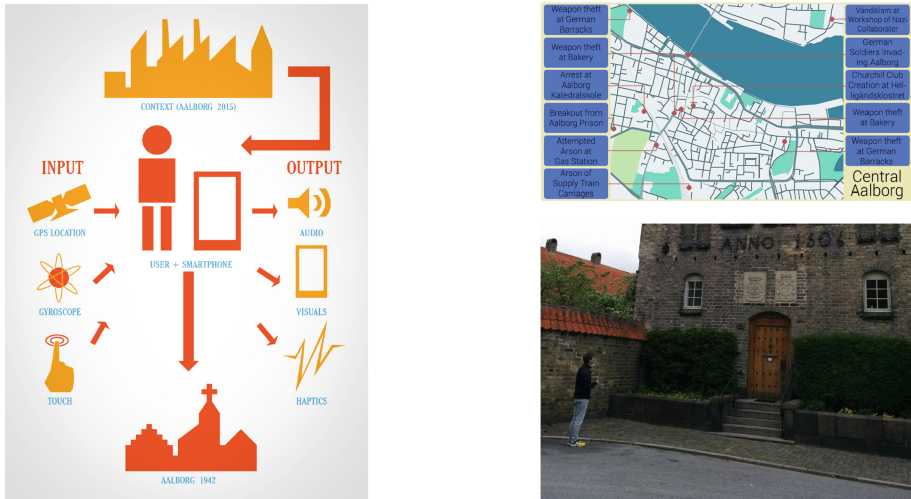 CONTEXT (AALBORG 2015)
INPUT
OUTPUT
GPS LOCATION
AUDIO
USER + SMARTPHONE
GYROSCOPE
VISUALS
TOUCH
HAPTICS
AALBORG 1942
Weapon theft
at German
Barracks
Weapon theft
at Bakery
Arrest at
Aalborg
Katedralskole
Breakout from
Aalborg Prison
Attempted
Arson at
Gas Station
Arson of
Supply Train
Carriages
Vandalism at
Workshop of Nazi
Collaborater
German
Soldiers Invad-
ing Aalborg
Churchill Club
Creation at Hel-
ligåndsklostret
Weapon theft
at Bakery
Weapon theft
at German
Barracks
Central
Aalborg
ANNO 1506